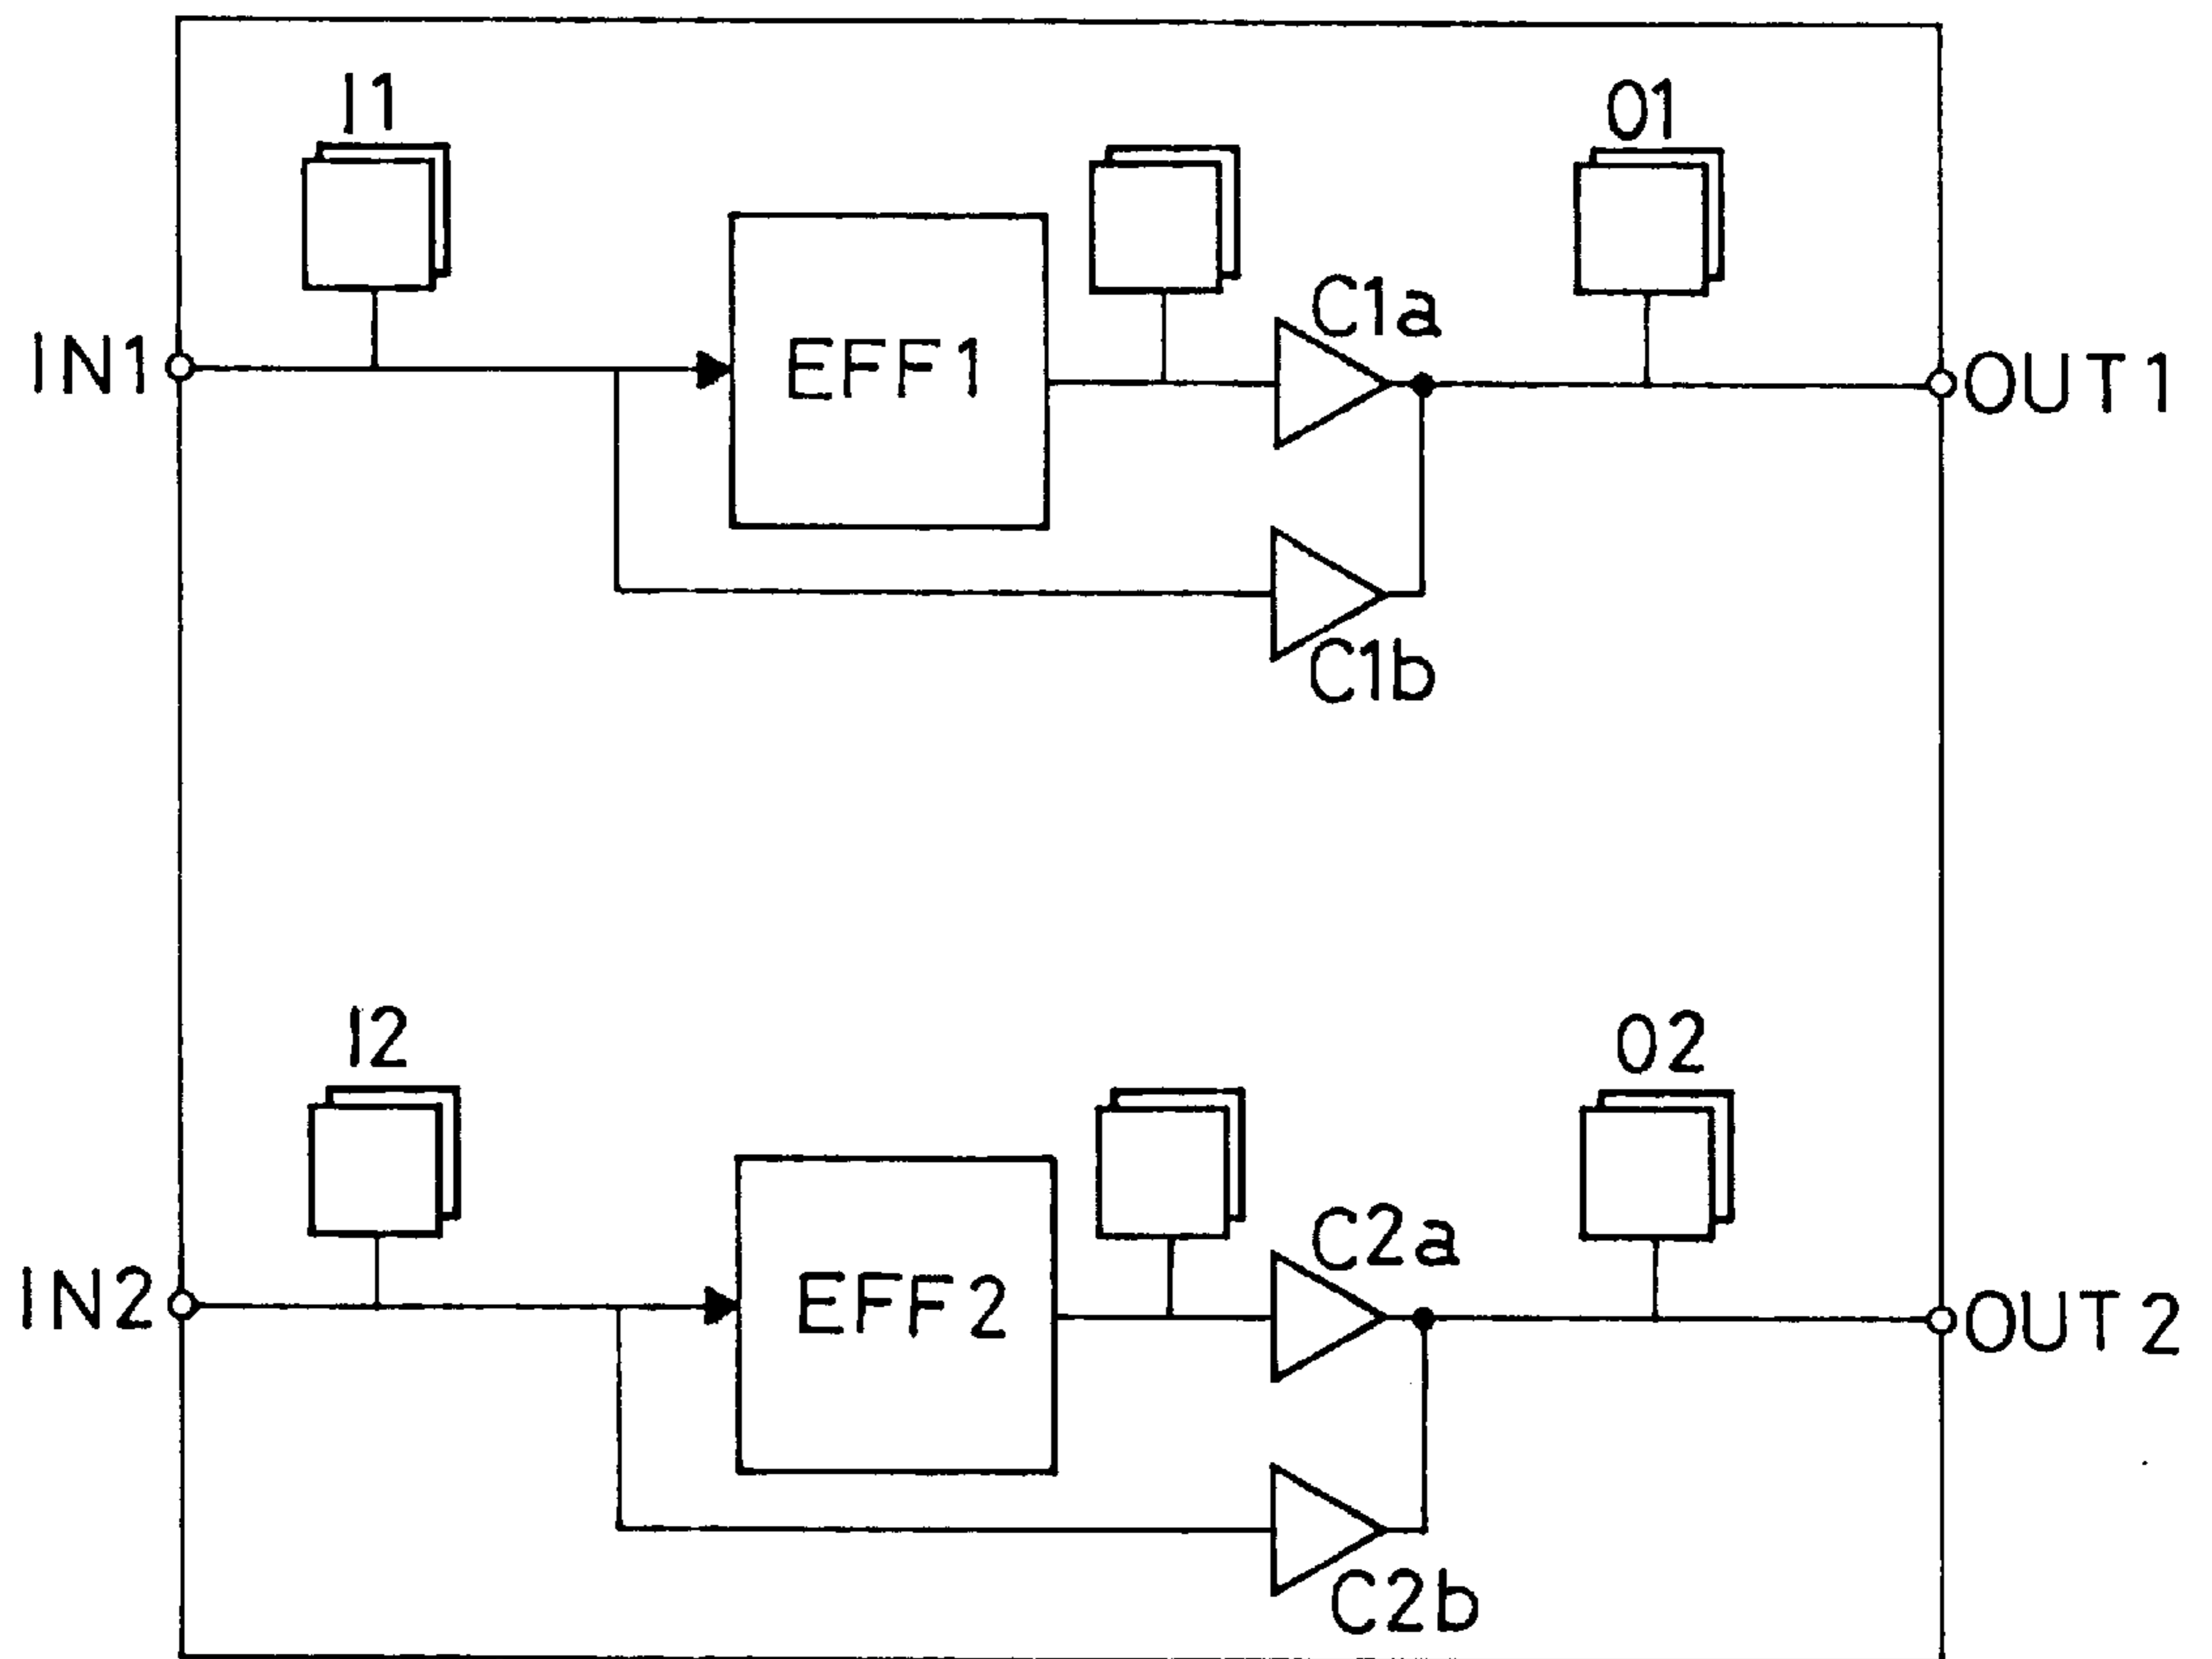 I1
O1
C1a
IN1
EFF1
OUT1
C1b
I2
O2
C2a
IN2
EFF2
OUT2
C2b